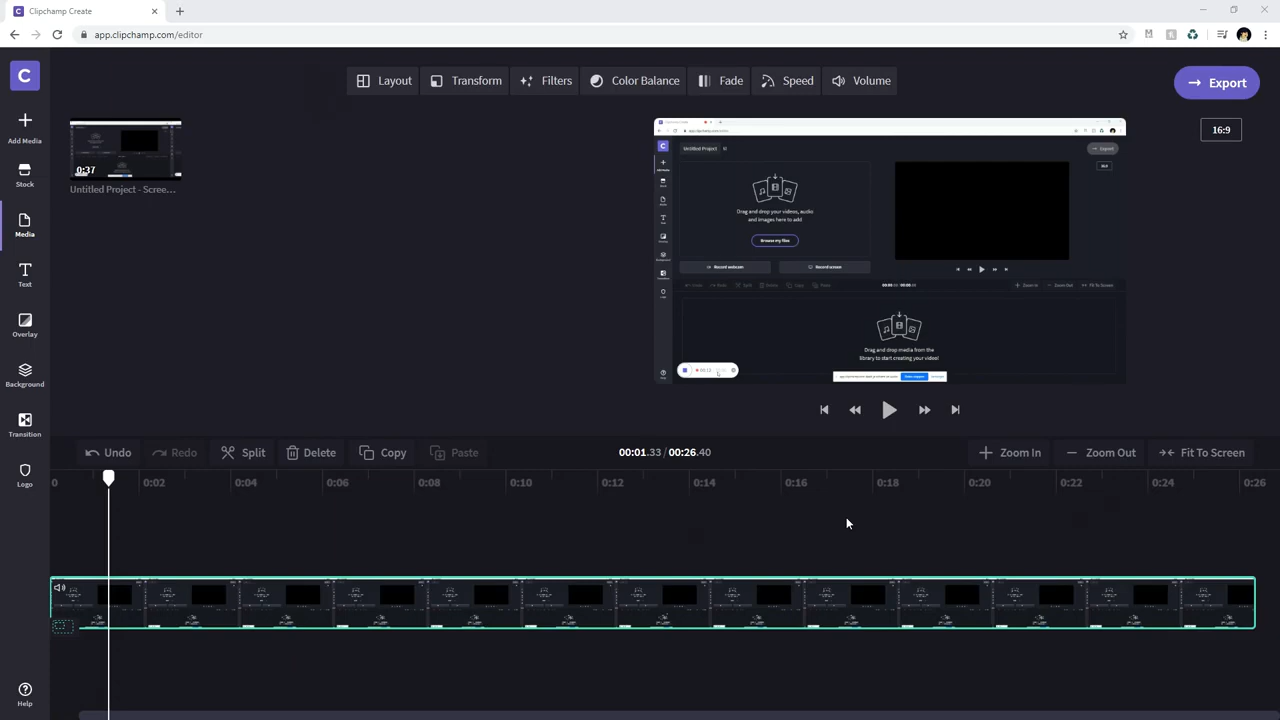 Clipchamp Create
app.clipchamp.com/editor
Layout
Transform
Filters
Color Balance
Fade
Speed
Volume
Export
16:9
Add Media
Stock
Media
Text
Overlay
Background
Transition
Logo
Help
0:37
Untitled Project - Scree...
Untitled Project
Export
Drag and drop your videos, audio
and images here to add
Browse my files
Record webcam
Record screen
Drag and drop media from the
library to start creating your video!
Undo
Redo
Split
Delete
Copy
Paste
00:01.33 / 00:26.40
Zoom In
Zoom Out
Fit To Screen
0
0:02
0:04
0:06
0:08
0:10
0:12
0:14
0:16
0:18
0:20
0:22
0:24
0:26